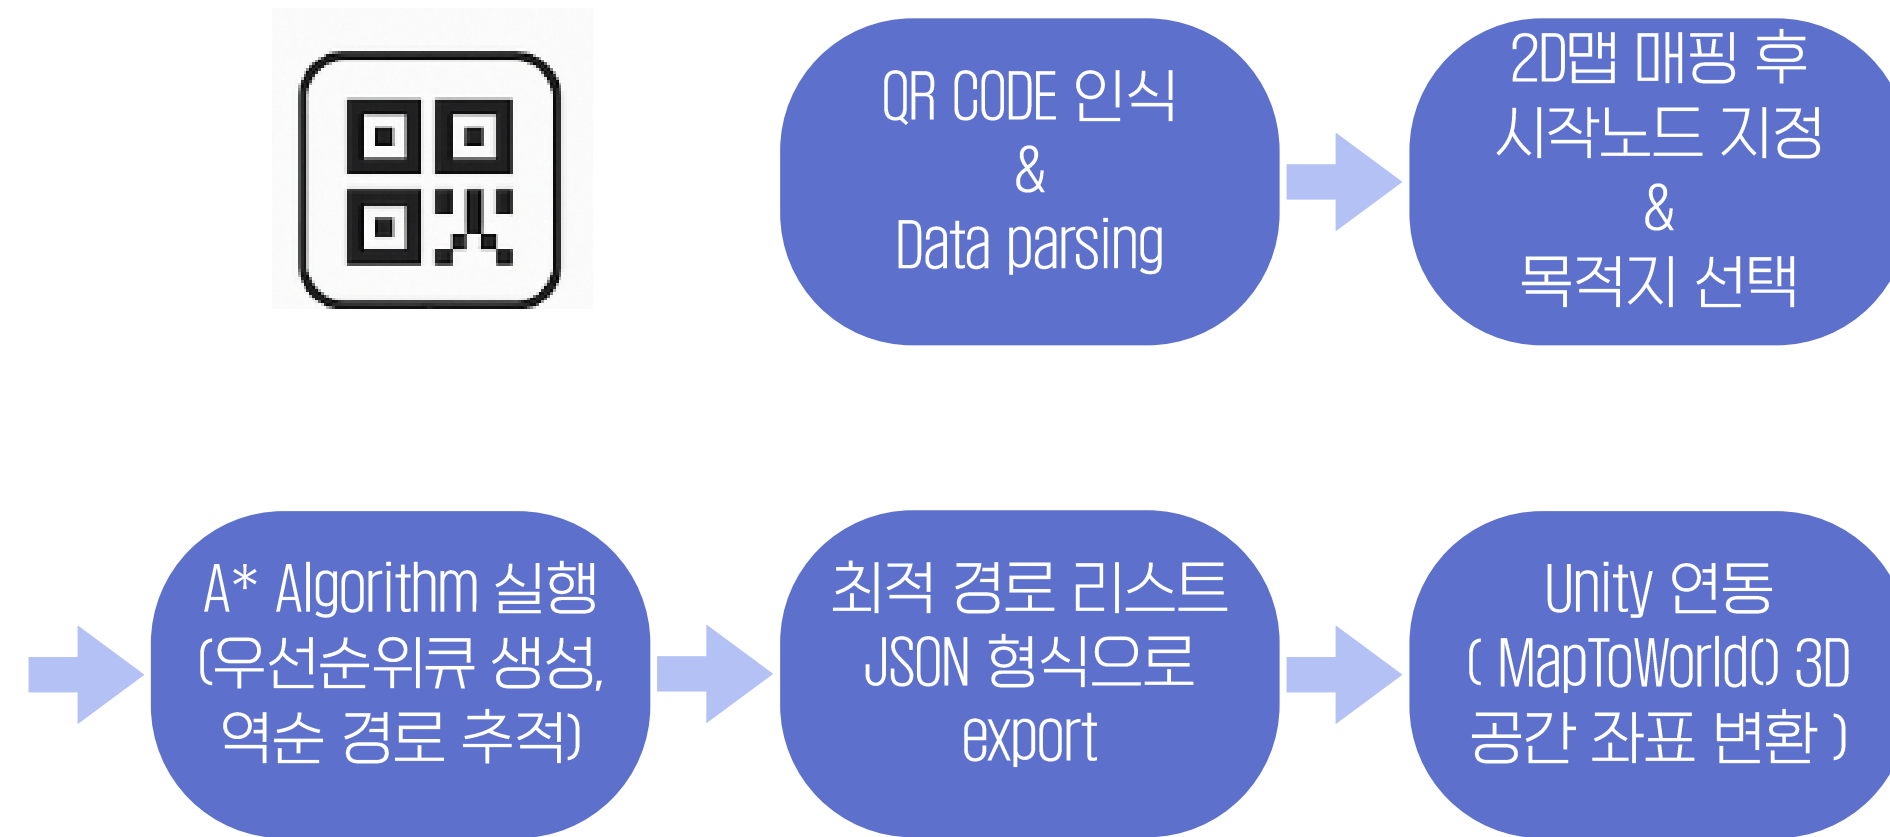 QR CODE 인식
&
Data parsing
2D맵 매핑 후
시작노드 지정
&
목적지 선택
A* Algorithm 실행
(우선순위큐 생성,
역순 경로 추적)
최적 경로 리스트
JSON 형식으로
export
Unity 연동
( MapToWorld() 3D
공간 좌표 변환 )